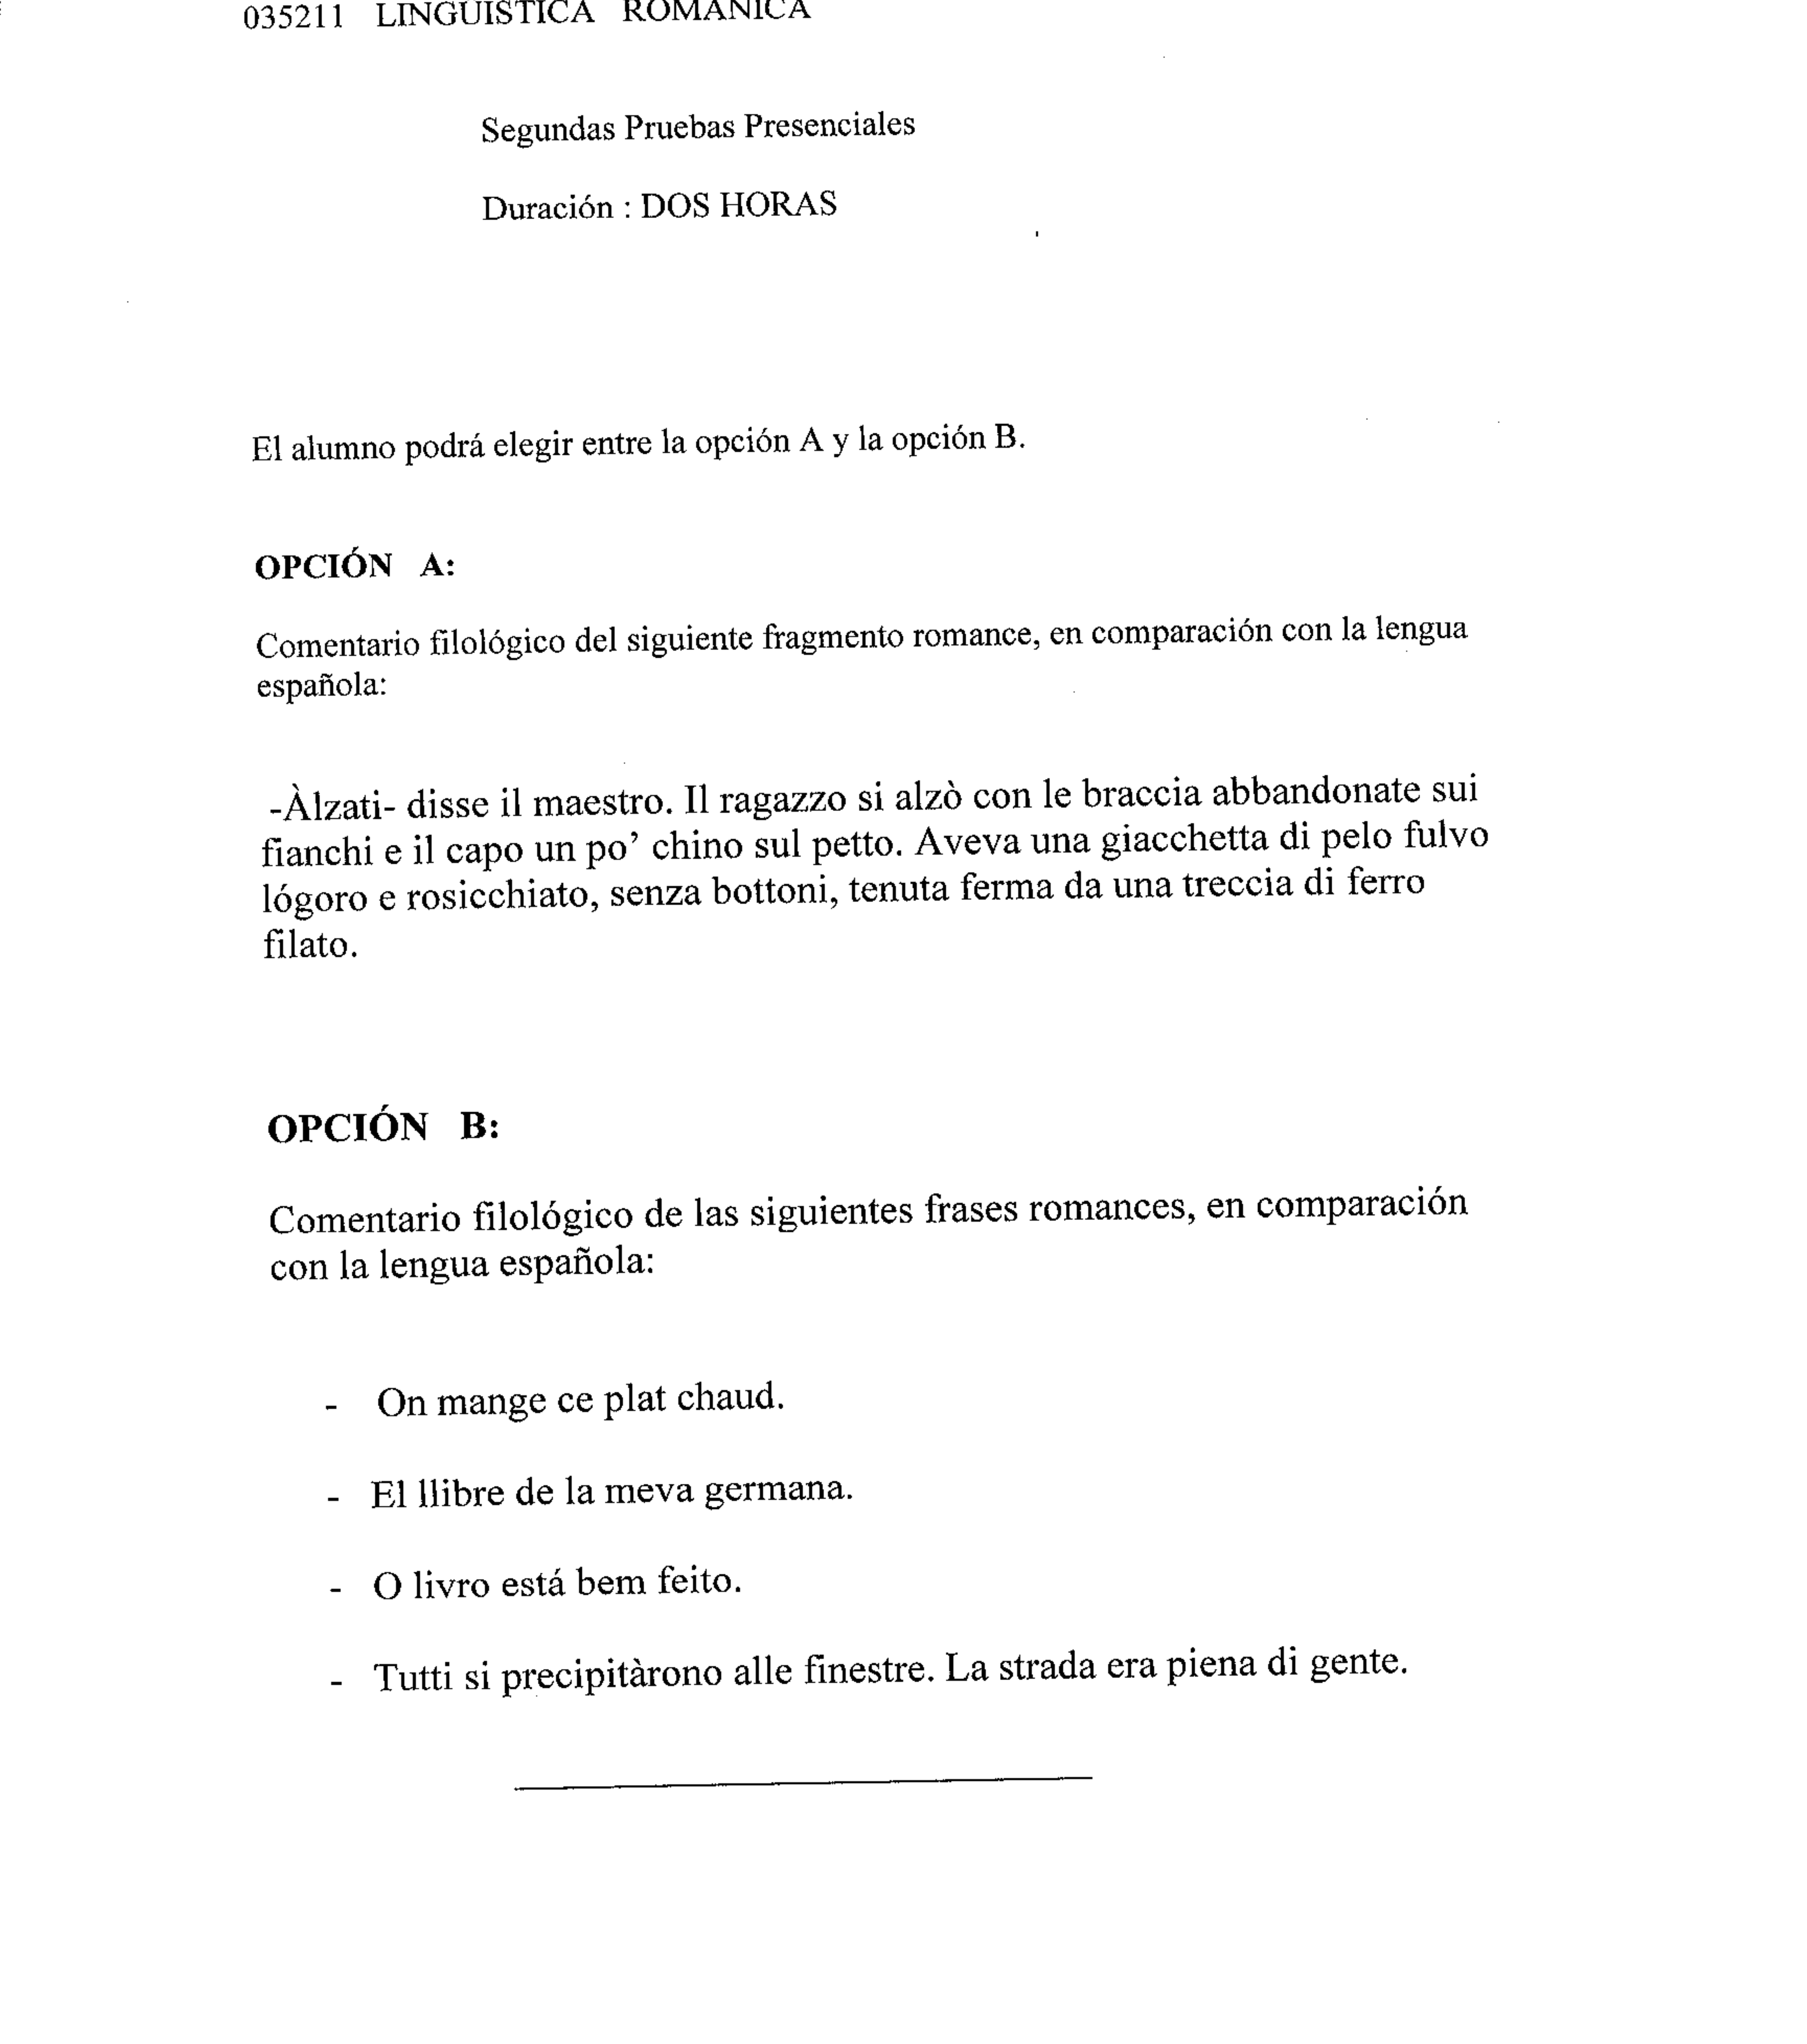 035211 LINGUISTICA ROMANICA
Segundas Pruebas Presenciales
Duración : DOS HORAS
El alumno podrá elegir entre la opción A y la opción B.
OPCIÓN A:
Comentario filológico del siguiente fragmento romance, en comparación con la lengua
española:
-Àlzati- disse il maestro. Il ragazzo si alzò con le braccia abbandonate sui
fianchi e il capo un po’ chino sul petto. Aveva una giacchetta di pelo fulvo
lógoro e rosicchiato, senza bottoni, tenuta ferma da una treccia di ferro
filato.
OPCIÓN B:
Comentario filológico de las siguientes frases romances, en comparación
con la lengua española:
- On mange ce plat chaud.
- El llibre de la meva germana.
- O livro está bem feito.
- Tutti si precipitàrono alle finestre. La strada era piena di gente.